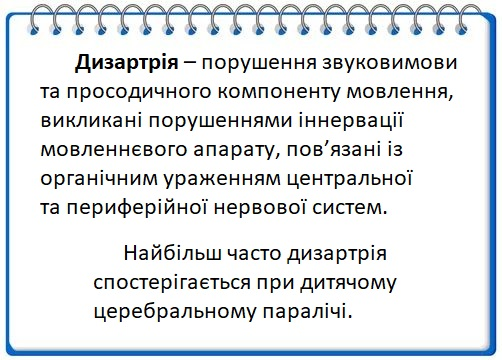 Дизартрія – порушення звуковимови
та просодичного компоненту мовлення,
викликані порушеннями іннервації
мовленнєвого апарату, пов’язані із
органічним ураженням центральної
та периферійної нервової систем.
Найбільш часто дизартрія
спостерігається при дитячому
церебральному паралічі.